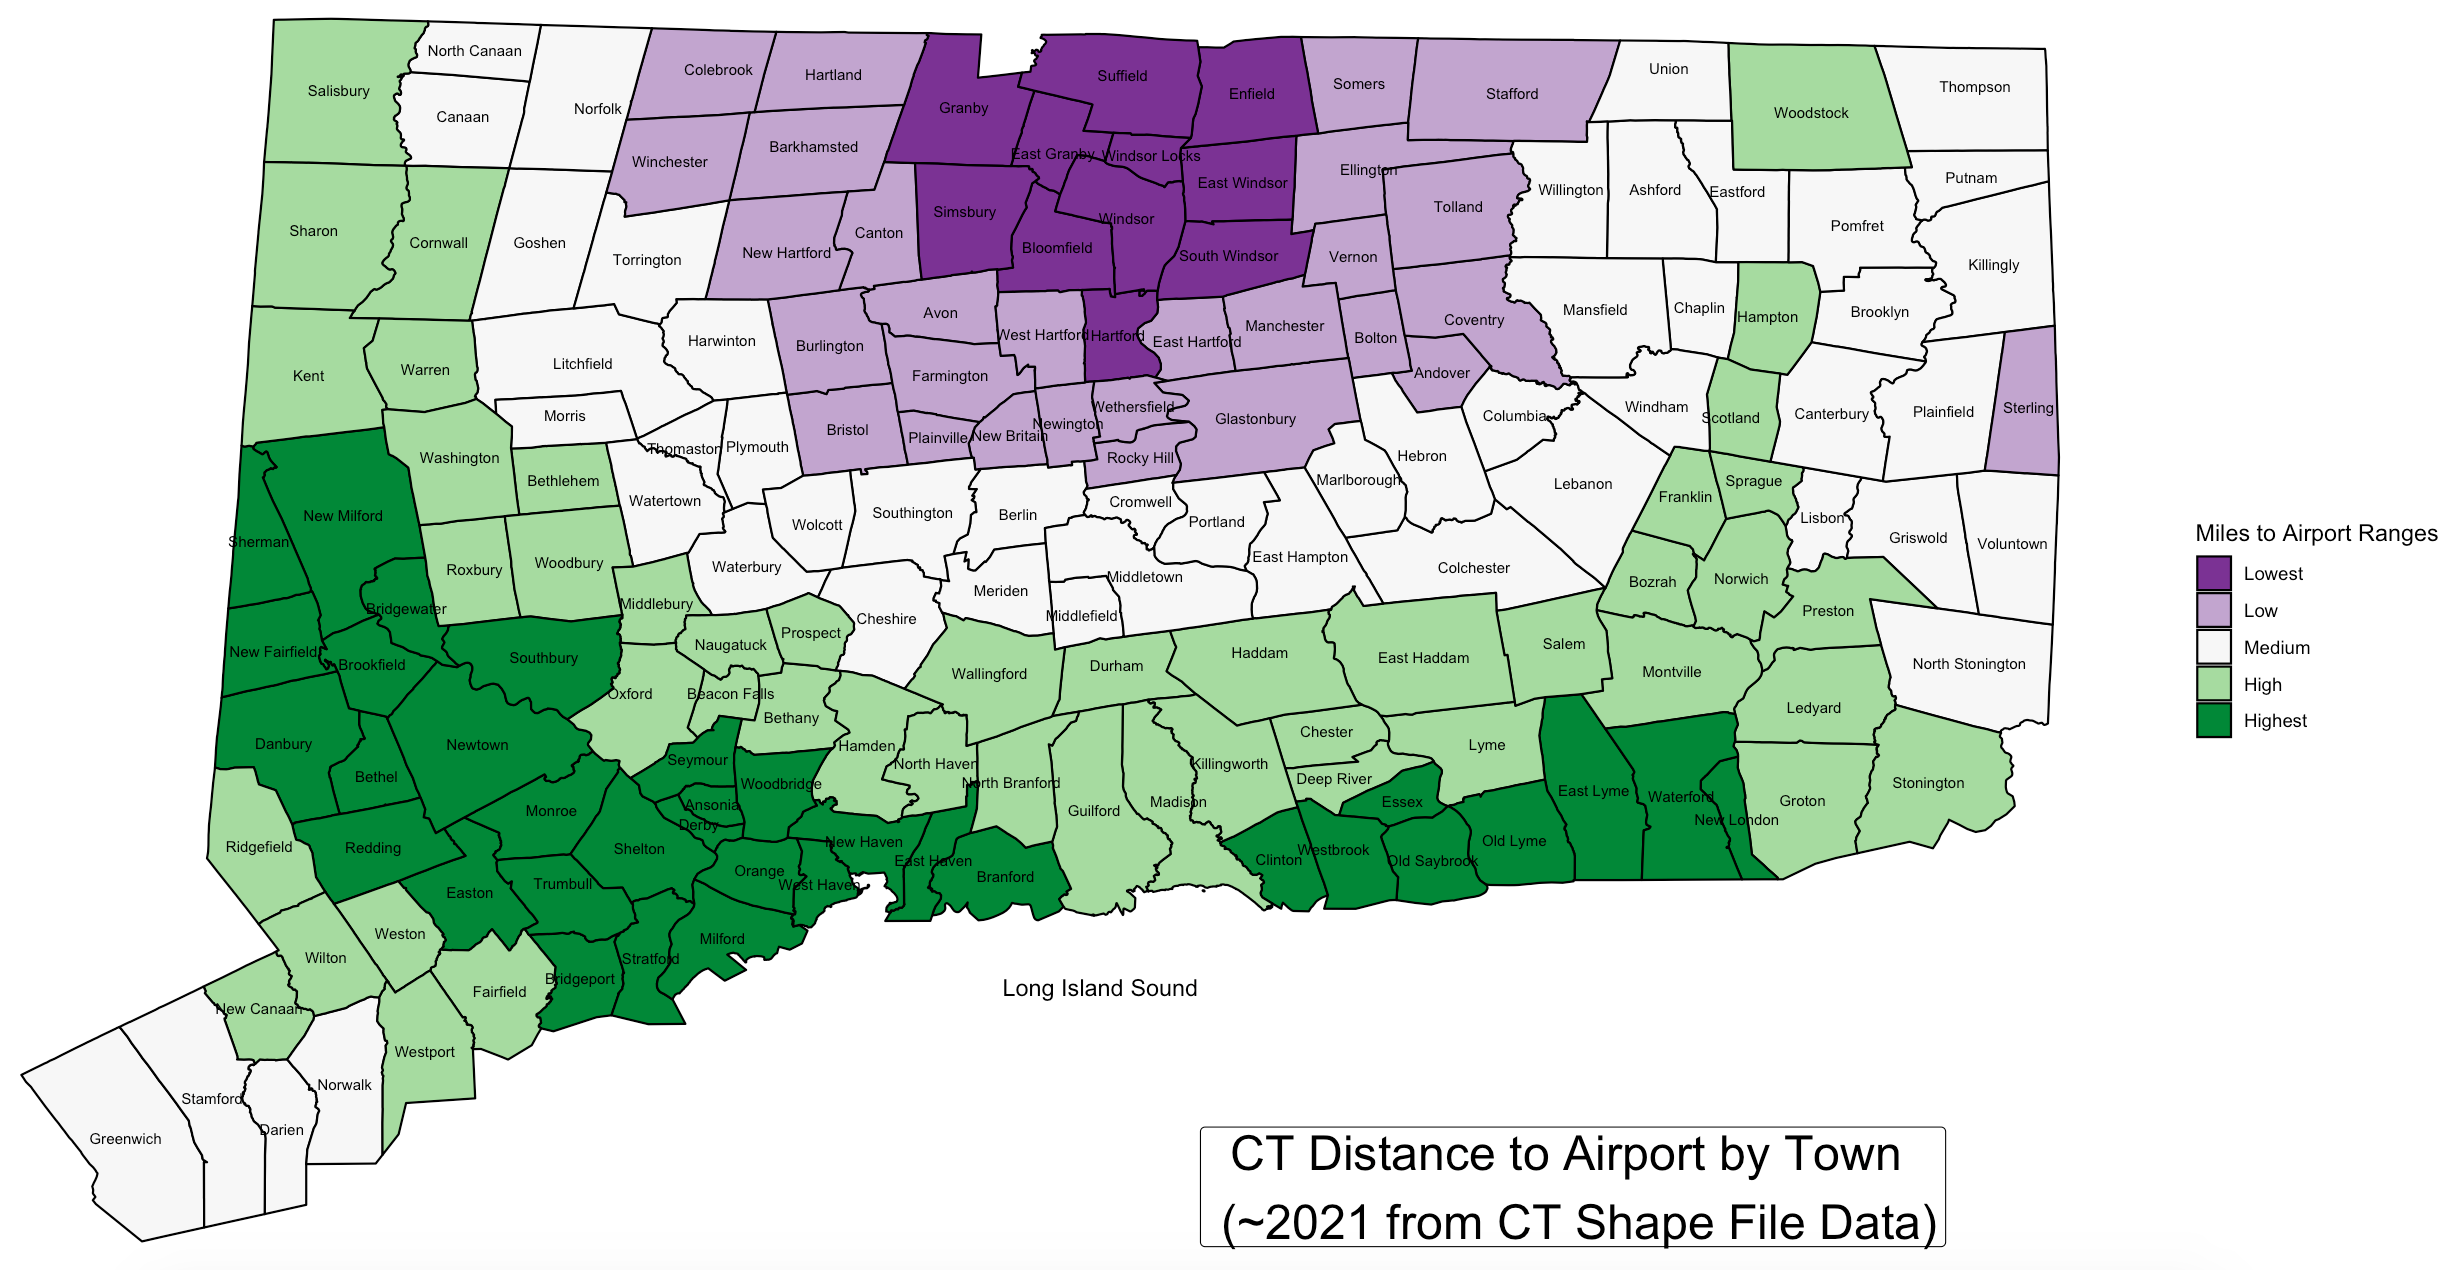 North Canaan
Salisbury
Canaan
Norfolk
Colebrook
Hartland
Granby
Suffield
Enfield
Somers
Stafford
Union
Woodstock
Thompson
Winchester
Barkhamsted
East Granby
Windsor Locks
East Windsor
Ellington
Willington
Ashford
Eastford
Putnam
Pomfret
Sharon
Cornwall
Goshen
Torrington
New Hartford
Canton
Simsbury
Bloomfield
Windsor
South Windsor
Vernon
Tolland
Killingly
Kent
Warren
Litchfield
Harwinton
Burlington
Avon
West Hartford
Hartford
East Hartford
Manchester
Bolton
Coventry
Mansfield
Chaplin
Hampton
Brooklyn
Morris
Farmington
Andover
Bristol
Plainville
New Britain
Newington
Wethersfield
Glastonbury
Columbia
Windham
Scotland
Canterbury
Plainfield
Sterling
Washington
Bethlehem
Thomaston
Plymouth
Rocky Hill
Hebron
Marlborough
Lebanon
Franklin
Sprague
New Milford
Watertown
Wolcott
Southington
Berlin
Cromwell
Portland
East Hampton
Lisbon
Griswold
Voluntown
Miles to Airport Ranges
Sherman
Roxbury
Woodbury
Waterbury
Meriden
Middletown
Colchester
Bozrah
Norwich
Lowest
Bridgewater
Middlebury
Naugatuck
Prospect
Cheshire
Middlefield
Preston
Low
New Fairfield
Brookfield
Southbury
Oxford
Beacon Falls
Bethany
Wallingford
Durham
Haddam
East Haddam
Salem
Montville
North Stonington
Medium
Danbury
Bethel
Newtown
Seymour
Woodbridge
Hamden
North Haven
North Branford
Guilford
Madison
Killingworth
Chester
Deep River
Lyme
Ledyard
High
Redding
Monroe
Ansonia
Derby
Essex
East Lyme
Waterford
New London
Groton
Stonington
Highest
Ridgefield
Easton
Trumbull
Shelton
Orange
West Haven
New Haven
East Haven
Branford
Clinton
Westbrook
Old Saybrook
Old Lyme
Wilton
Weston
Fairfield
Bridgeport
Stratford
Milford
New Canaan
Westport
Long Island Sound
Greenwich
Stamford
Darien
Norwalk
CT Distance to Airport by Town
(~2021 from CT Shape File Data)